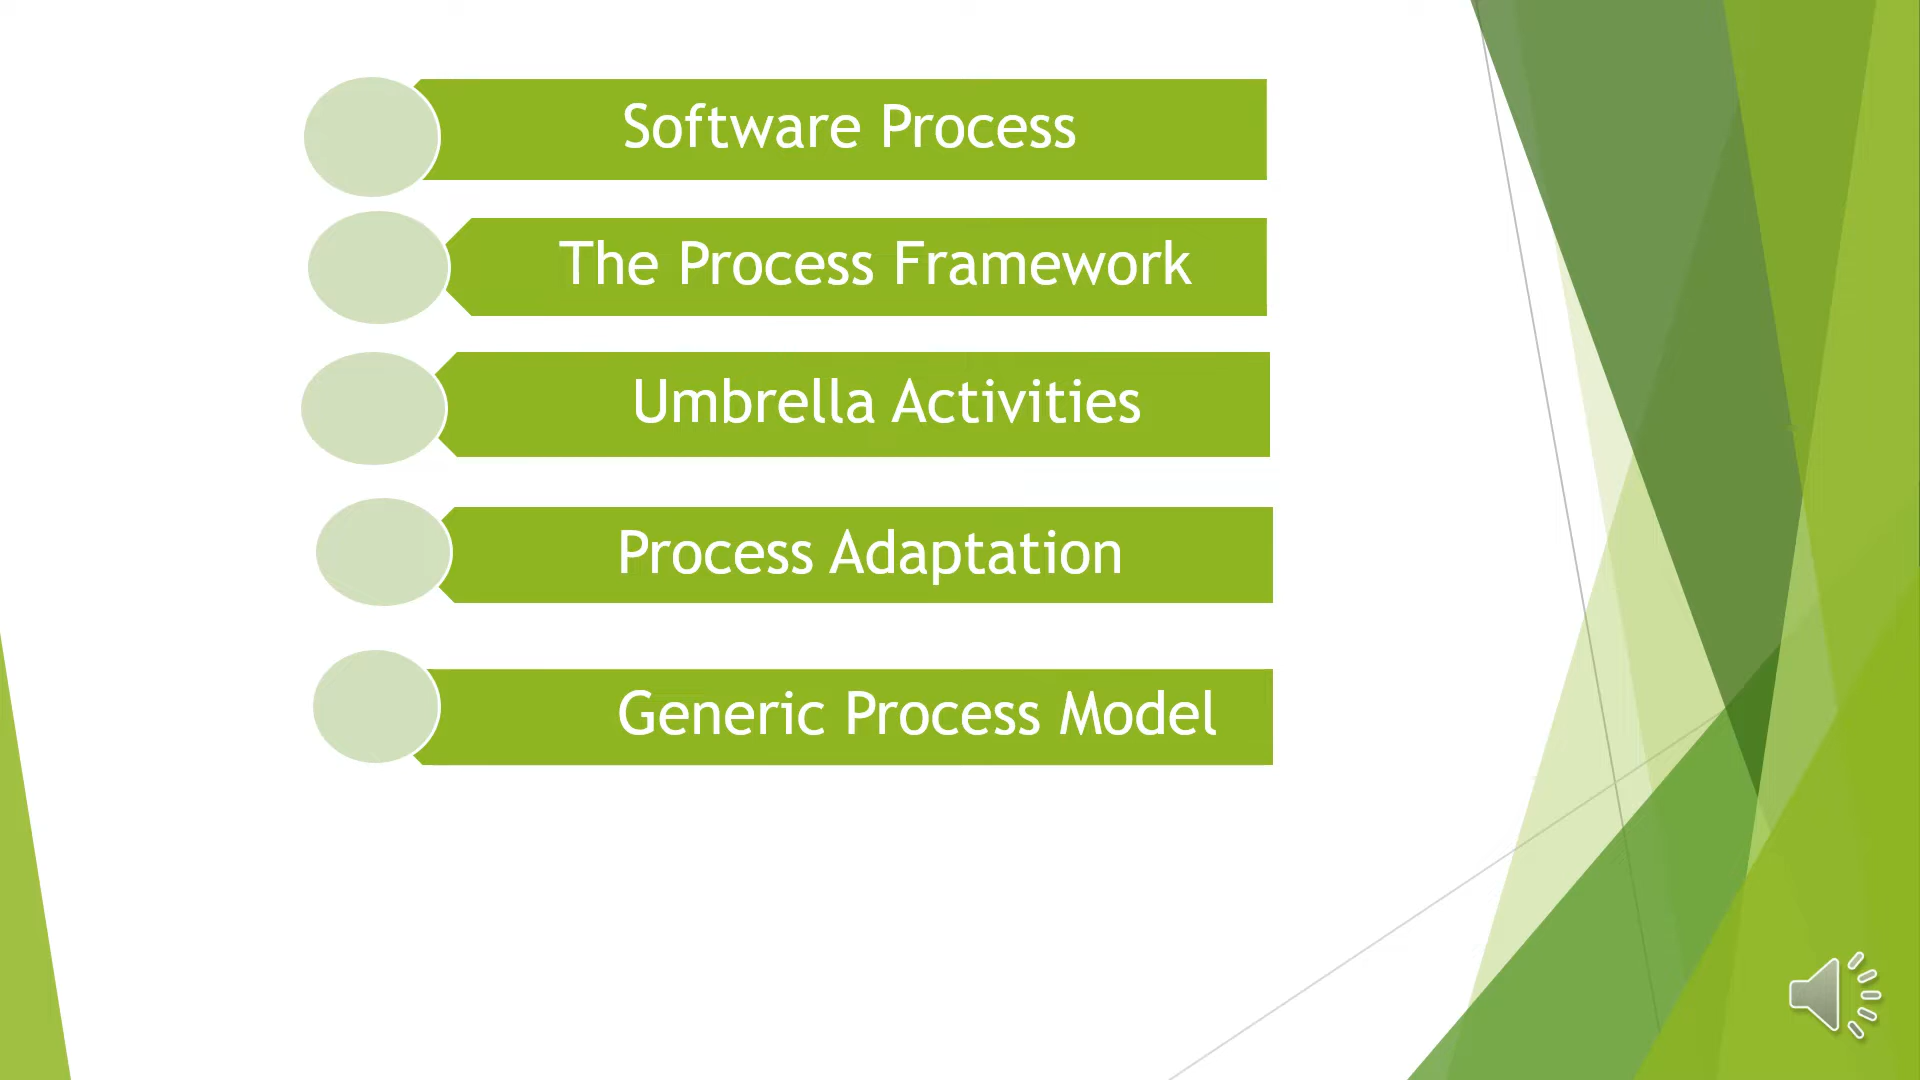 Software Process
The Process Framework
Umbrella Activities
Process Adaptation
Generic Process Model